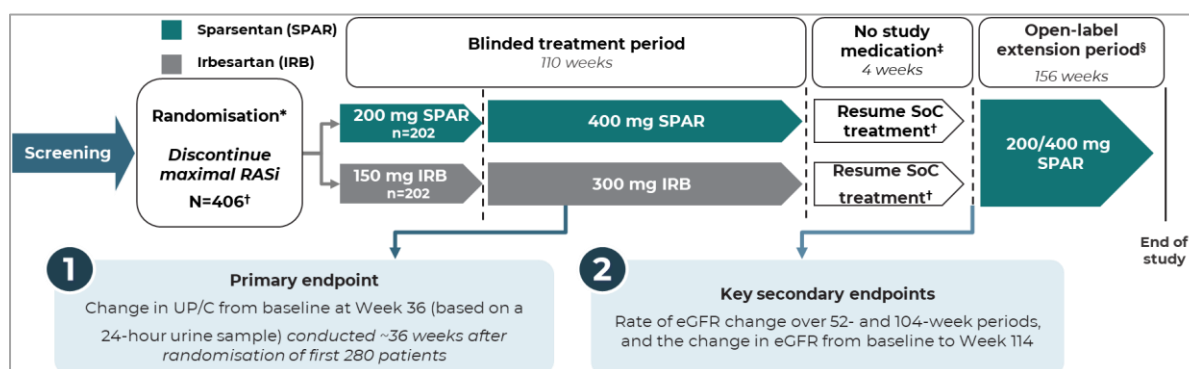 Sparsentan (SPAR)
Irbesartan (IRB)
Blinded treatment period
110 weeks
No study
medication‡
4 weeks
Open-label
extension period§
156 weeks
Screening
Randomisation*
Discontinue
maximal RASi
N=406†
200 mg SPAR
n=202
400 mg SPAR
Resume SoC
treatment†
150 mg IRB
n=202
300 mg IRB
Resume SoC
treatment†
200/400 mg
SPAR
End of
study
1
Primary endpoint
Change in UP/C from baseline at Week 36 (based on a
24-hour urine sample) conducted ~36 weeks after
randomisation of first 280 patients
2
Key secondary endpoints
Rate of eGFR change over 52- and 104-week periods,
and the change in eGFR from baseline to Week 114